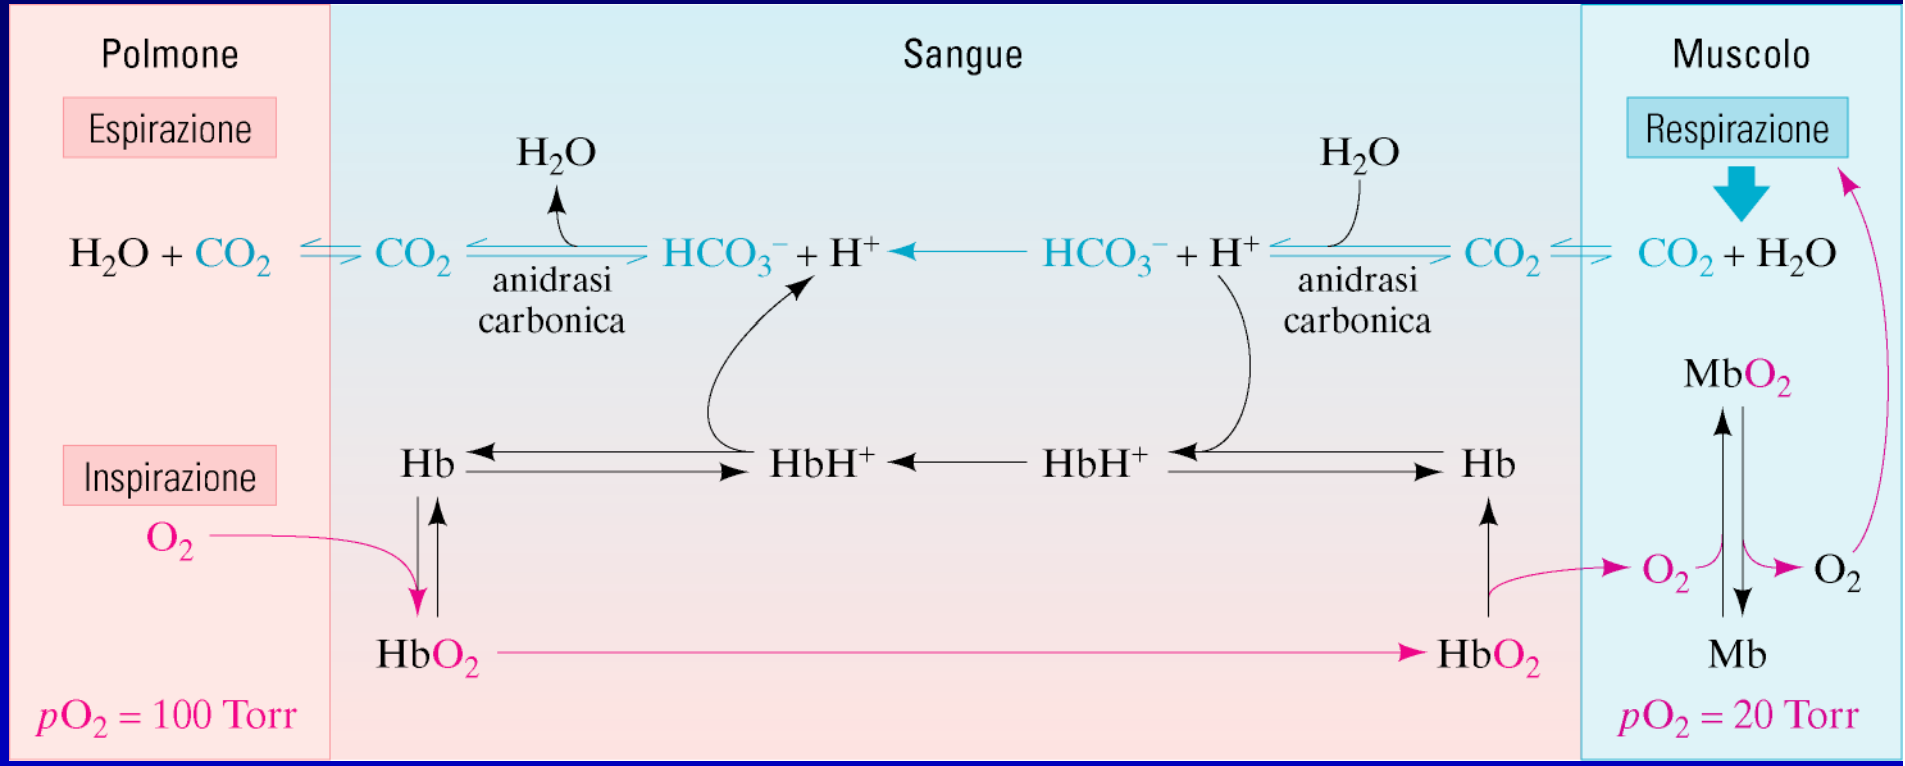 Polmone Sangue Muscolo
Espirazione Respirazione
H₂O H₂O
H₂O + CO₂ CO₂ HCO₃⁻ + H⁺ HCO₃⁻ + H⁺ CO₂ CO₂ + H₂O
anidrasi anidrasi
carbonica carbonica
MbO₂
Inspirazione Hb HbH⁺ HbH⁺ Hb
O₂ O₂ O₂
HbO₂ HbO₂ Mb
pO₂ = 100 Torr pO₂ = 20 Torr